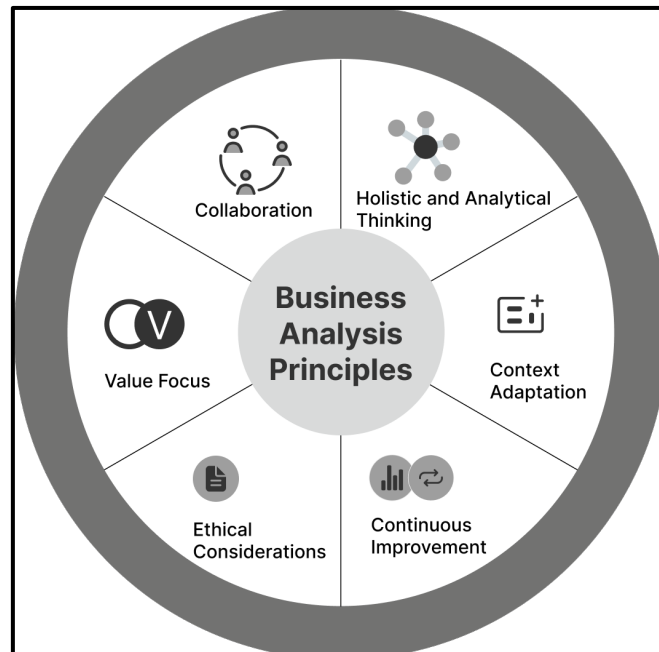 Collaboration
Holistic and Analytical
Thinking
Business
Analysis
Principles
V
Value Focus
Context
Adaptation
Ethical
Considerations
Continuous
Improvement